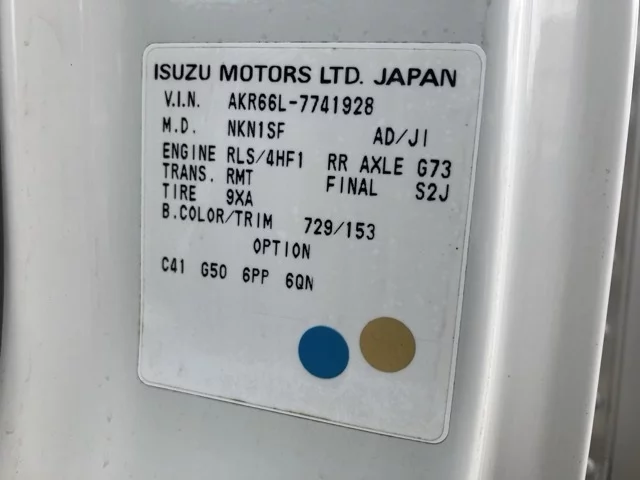 ISUZU MOTORS LTD. JAPAN
V.I.N. AKR66L-7741928
M.D. NKN1SF AD/JI
ENGINE RLS/4HF1 RR AXLE G73
TRANS. RMT FINAL S2J
TIRE 9XA
B.COLOR/TRIM 729/153
OPTION
C41 G50 6PP 6QN